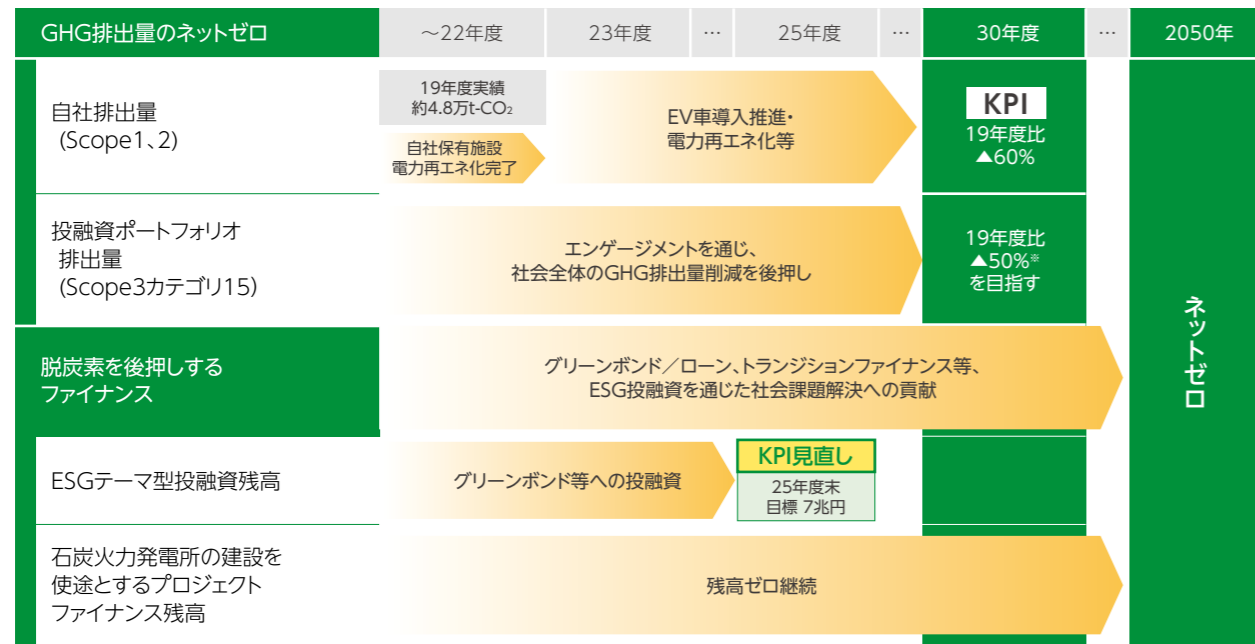 GHG排出量のネットゼロ
～22年度
23年度
…
25年度
…
30年度
…
2050年
自社排出量
(Scope1、2)
19年度実績
約4.8万t-CO₂
自社保有施設
電力再エネ化完了
EV車導入推進・
電力再エネ化等
KPI
19年度比
▲60%
投融資ポートフォリオ
排出量
(Scope3カテゴリ15)
エンゲージメントを通じ、
社会全体のGHG排出量削減を後押し
19年度比
▲50%※
を目指す
脱炭素を後押しする
ファイナンス
グリーンボンド／ローン、トランジションファイナンス等、
ESG投融資を通じた社会課題解決への貢献
ESGテーマ型投融資残高
グリーンボンド等への投融資
KPI見直し
25年度末
目標 7兆円
石炭火力発電所の建設を
使途とするプロジェクト
ファイナンス残高
残高ゼロ継続
ネットゼロ